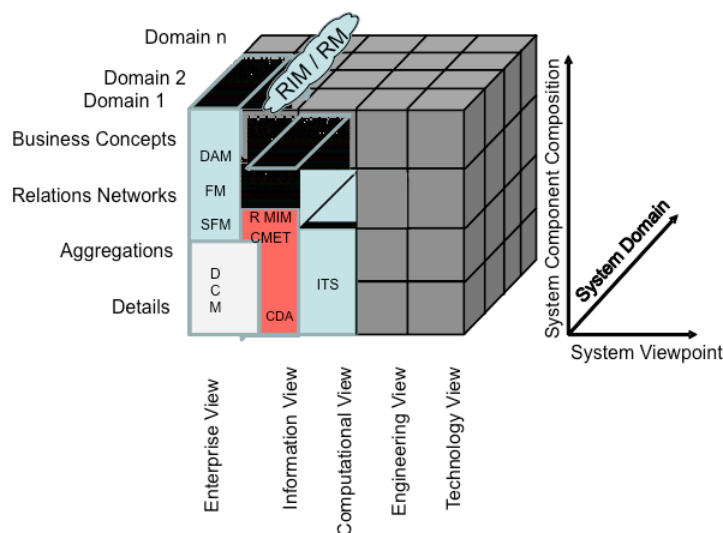 Domain n
Domain 2
Domain 1
RIM / RM
Business Concepts
Relations Networks
Aggregations
Details
DAM
FM
SFM
D
C
M
R MIM
CMET
CDA
ITS
Enterprise View
Information View
Computational View
Engineering View
Technology View
System Component Composition
System Domain
System Viewpoint